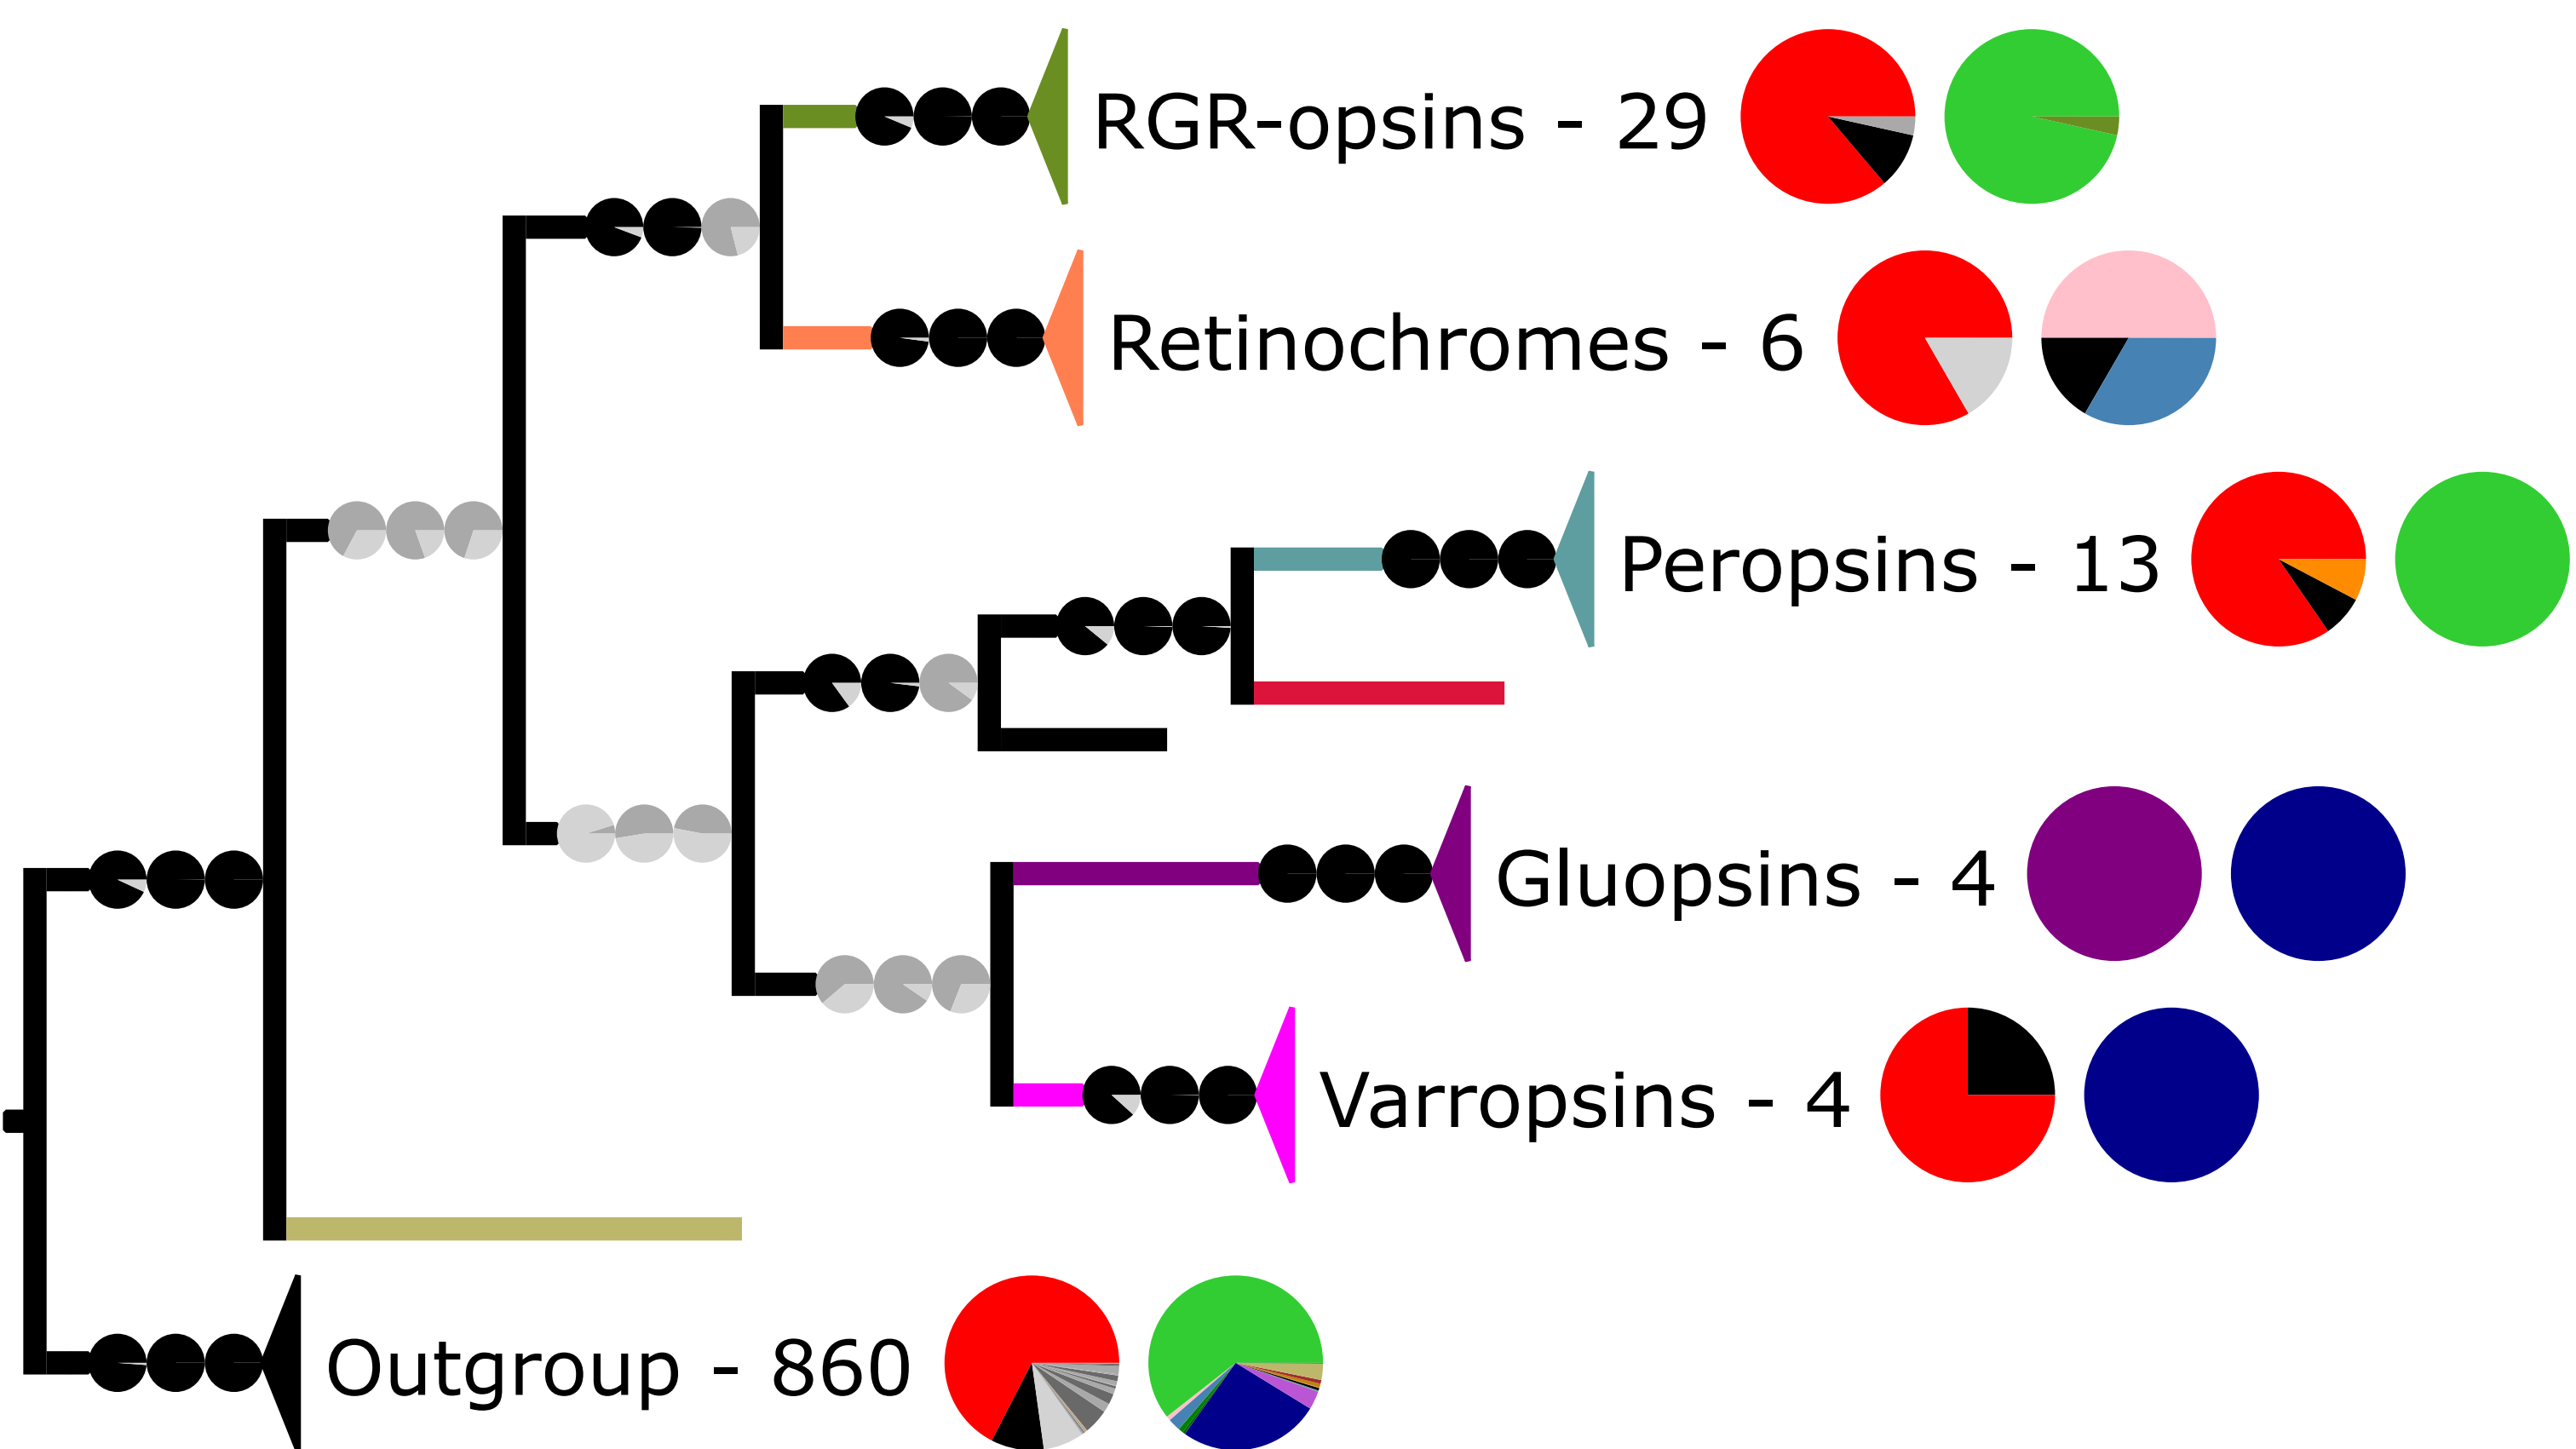 RGR-opsins - 29
Retinochromes - 6
Peropsins - 13
Gluopsins - 4
Varropsins - 4
Outgroup - 860